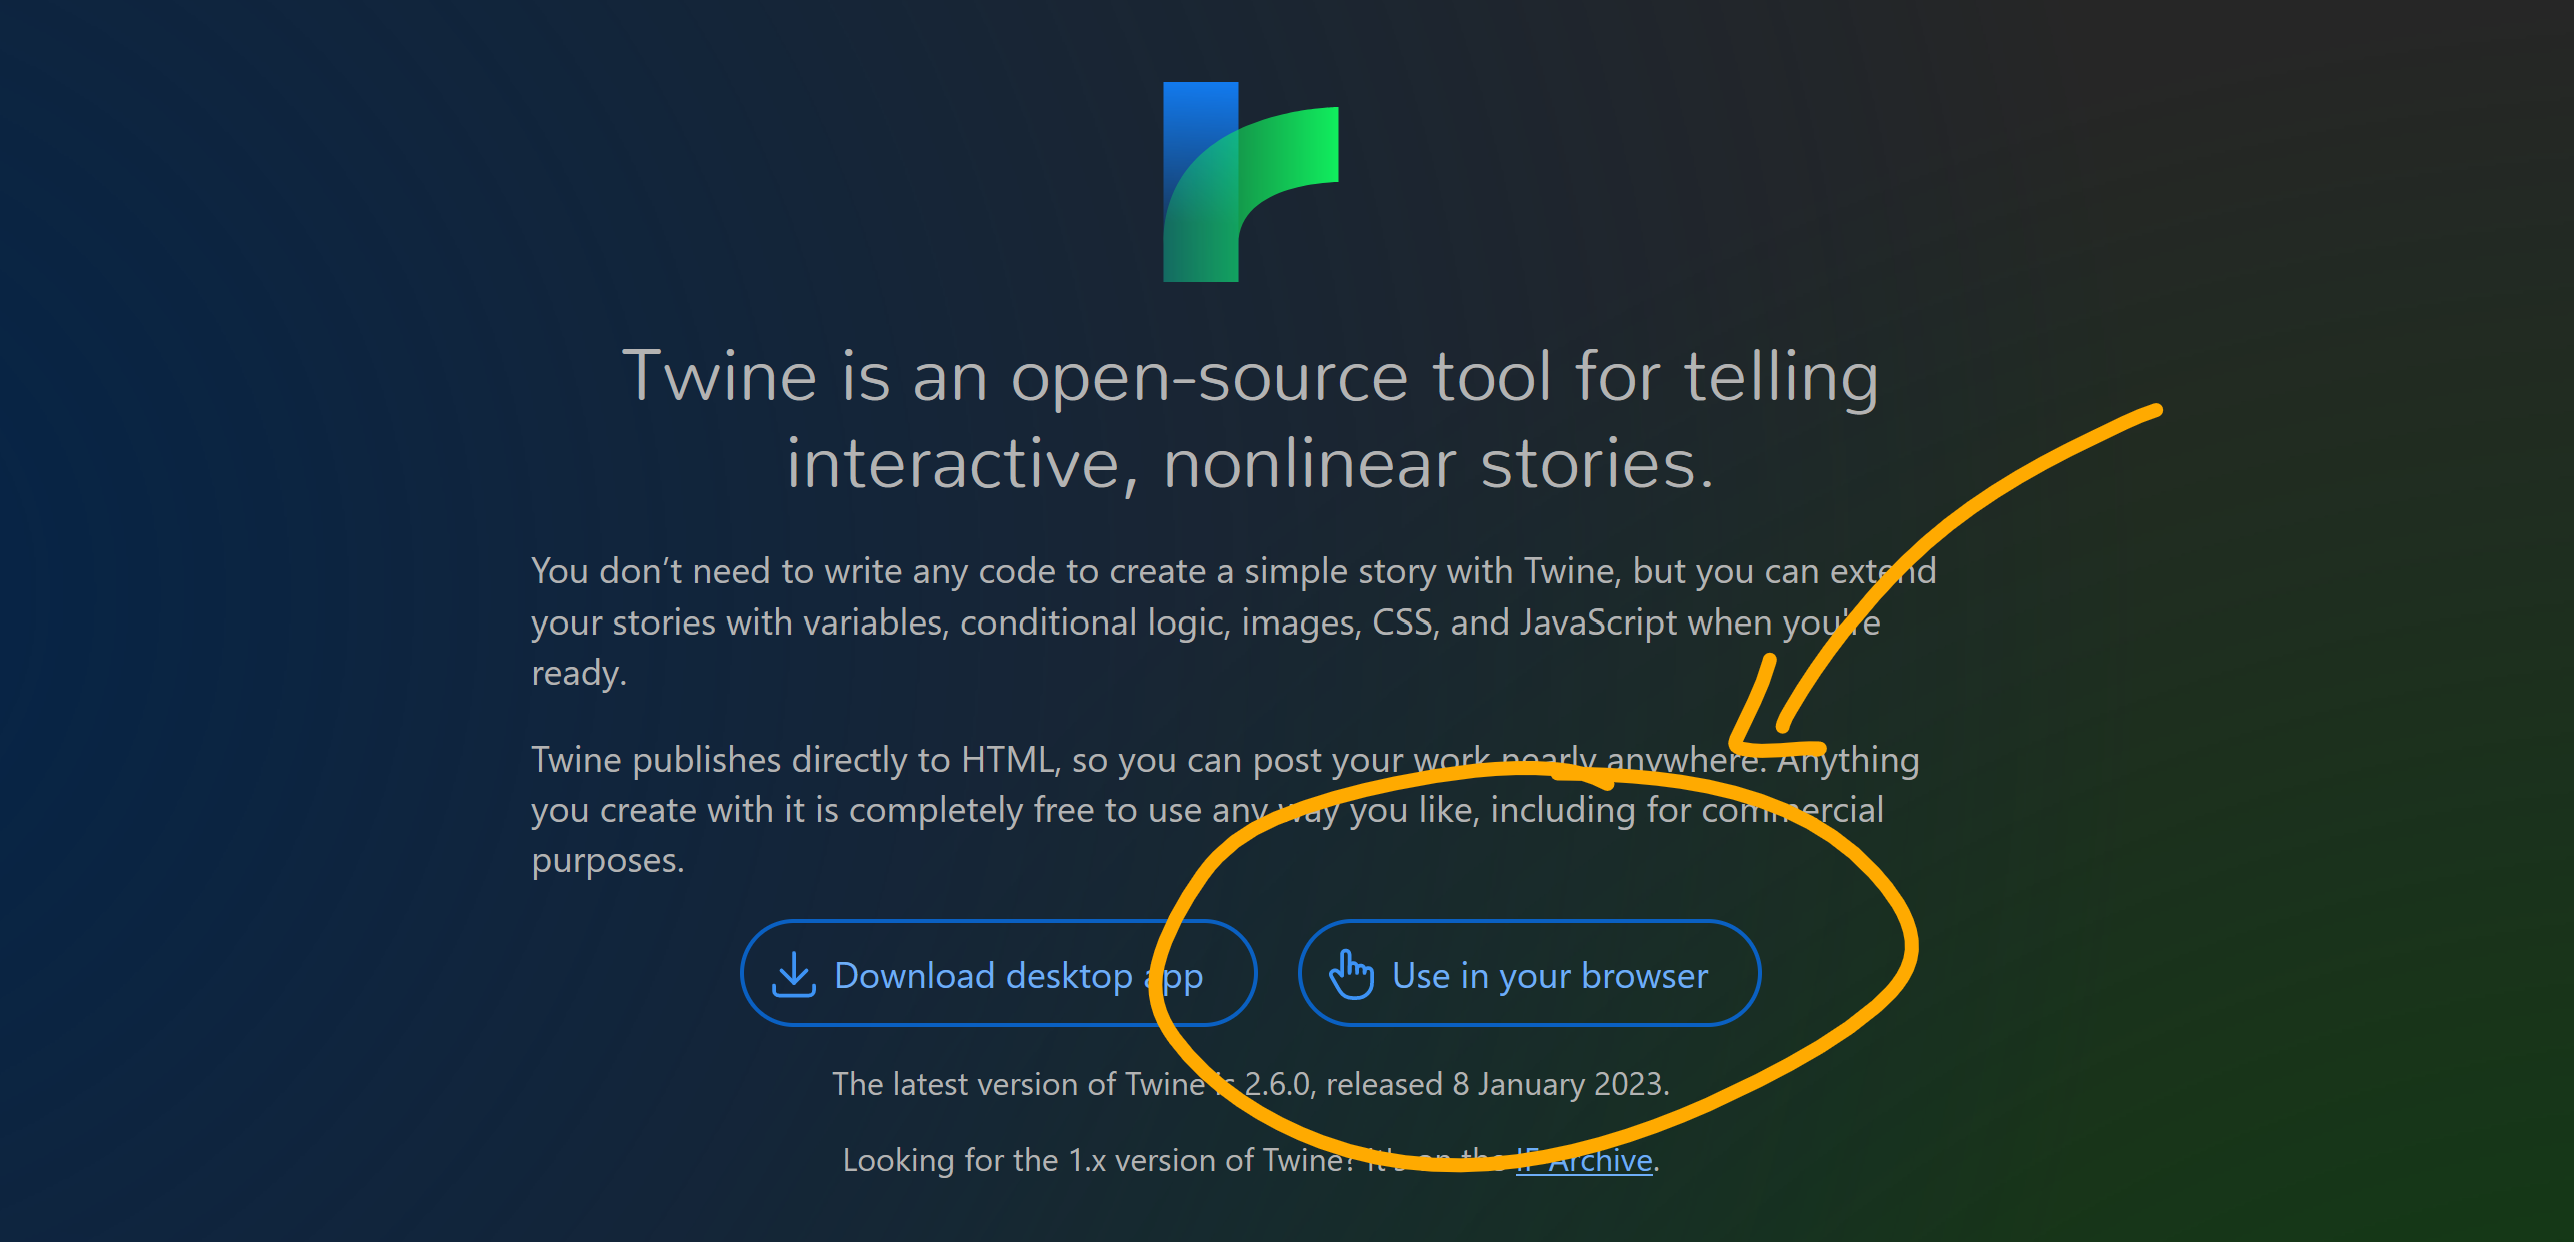 Twine is an open-source tool for telling
interactive, nonlinear stories.
You don’t need to write any code to create a simple story with Twine, but you can extend
your stories with variables, conditional logic, images, CSS, and JavaScript when you're
ready.
Twine publishes directly to HTML, so you can post your work nearly anywhere. Anything
you create with it is completely free to use any way you like, including for commercial
purposes.
Download desktop app
Use in your browser
The latest version of Twine is 2.6.0, released 8 January 2023.
Looking for the 1.x version of Twine? It's on the IF Archive.